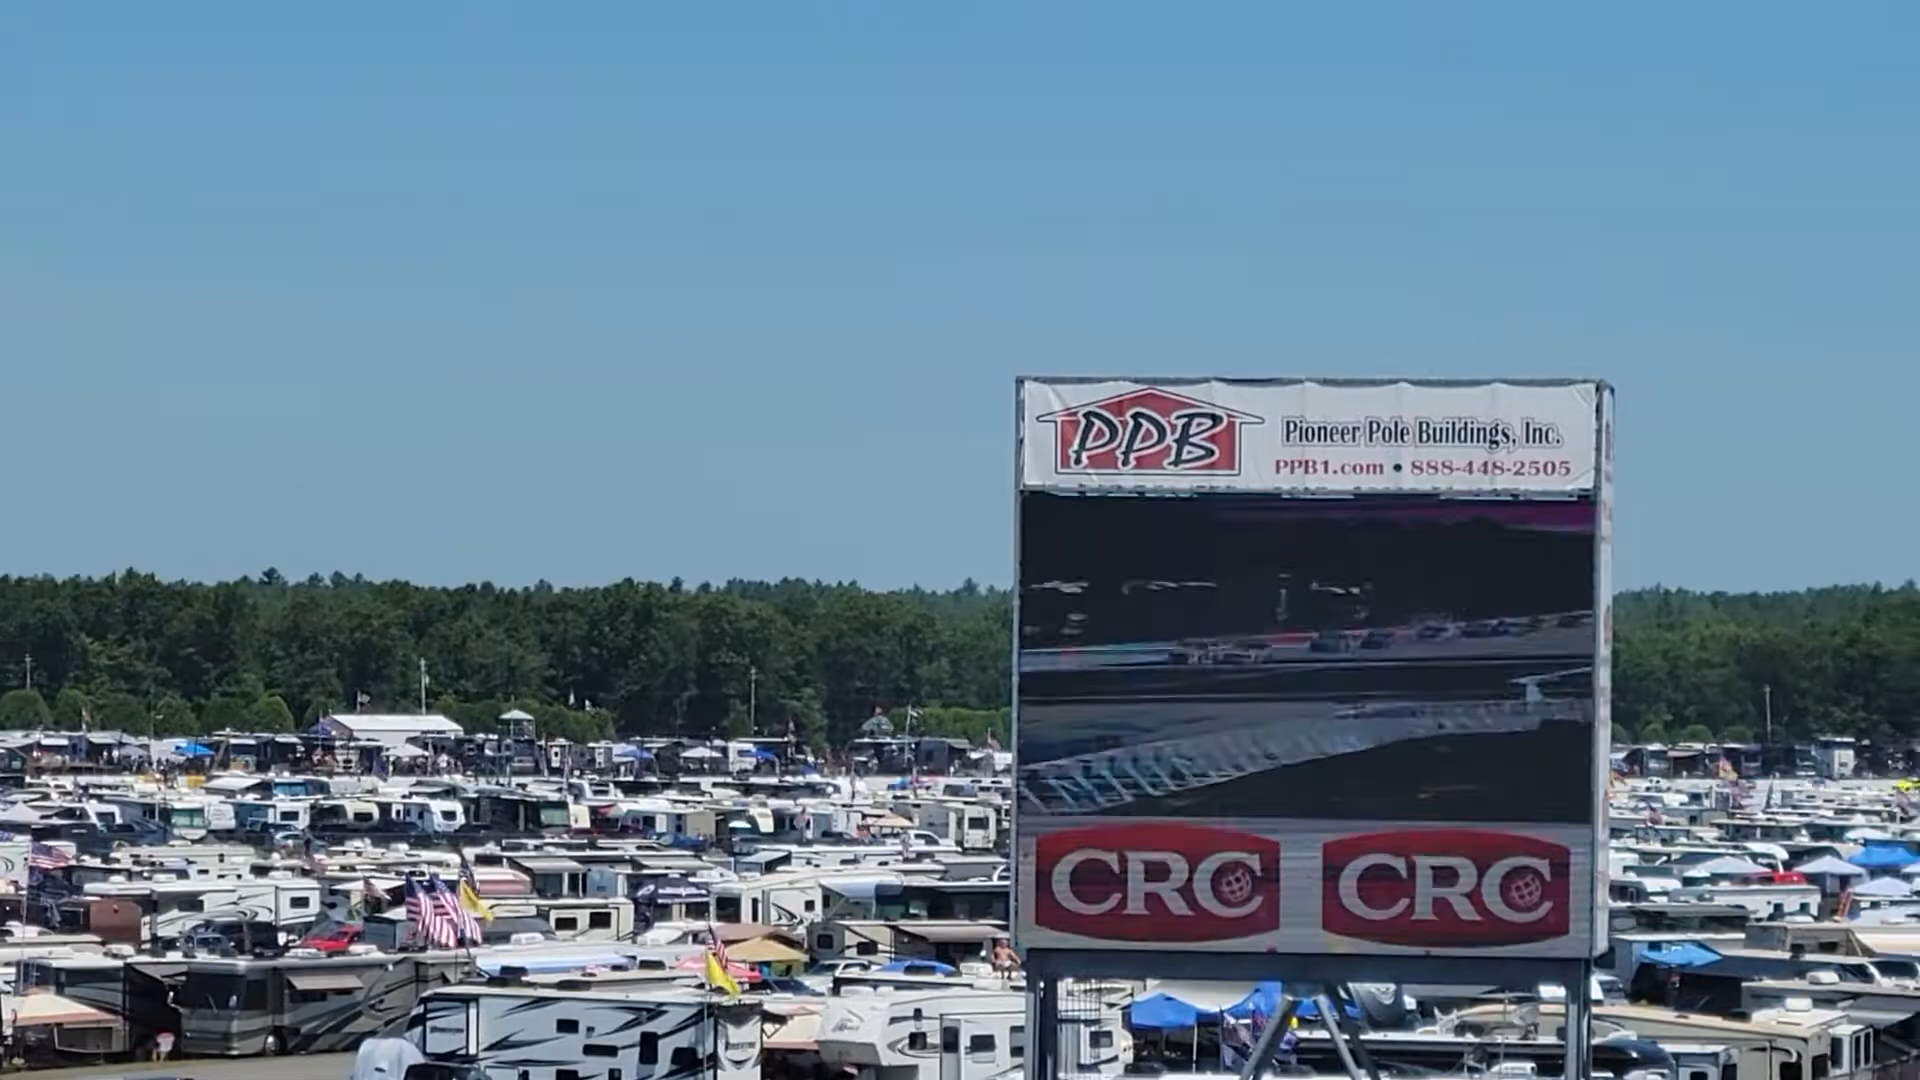 PPB
Pioneer Pole Buildings, Inc.
PPB1.com • 888-448-2505
CRC CRC